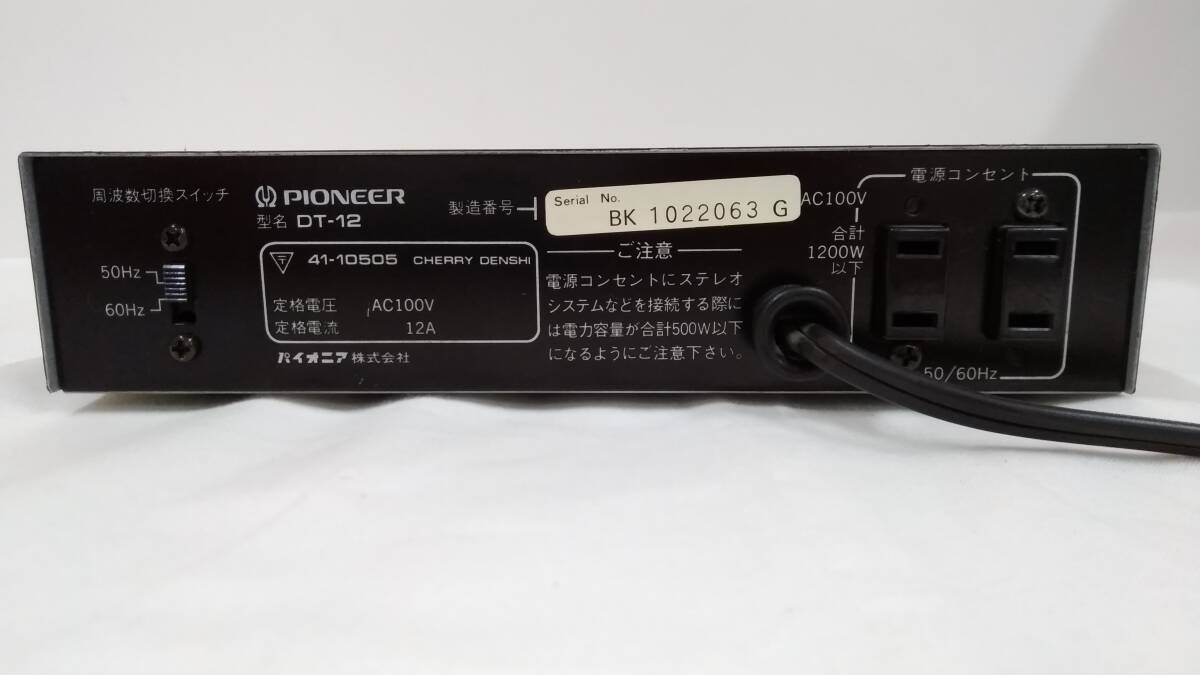 周波数切換スイッチ
50Hz
60Hz
PIONEER
型名 DT-12
製造番号
Serial No.
BK 1022063 G
41-10505 CHERRY DENSHI
定格電圧 AC100V
定格電流 12A
パイオニア株式会社
ご注意
電源コンセントにステレオ
システムなどを接続する際に
は電力容量が合計500W以下
になるようにご注意下さい。
電源コンセント
AC100V
合計
1200W
以下
50/60Hz